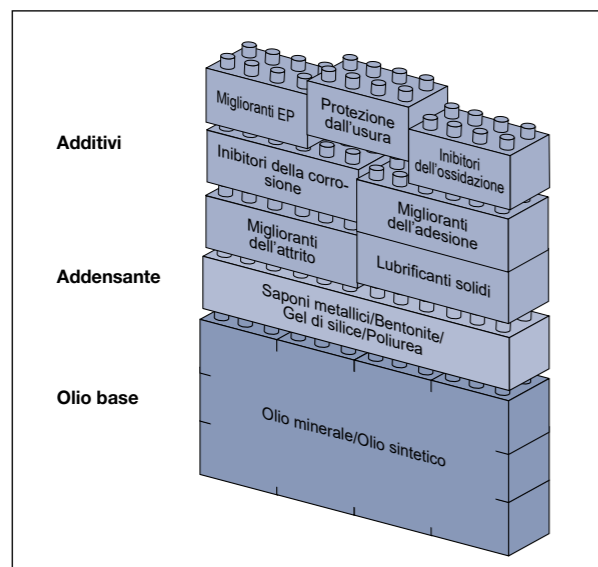 Additivi
Miglioranti EP
Protezione
dall'usura
Inibitori
dell'ossidazione
Inibitori della corro-
sione
Miglioranti
dell'adesione
Miglioranti
dell'attrito
Lubrificanti solidi
Addensante
Saponi metallici/Bentonite/
Gel di silice/Poliurea
Olio base
Olio minerale/Olio sintetico